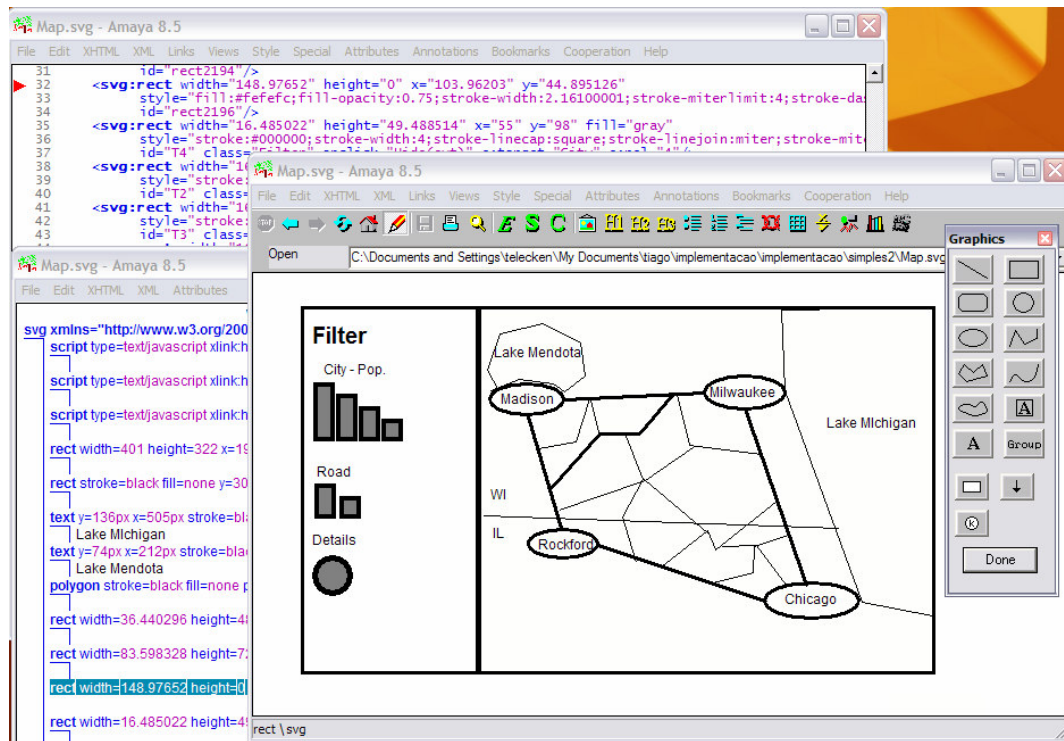 Map.svg - Amaya 8.5
File Edit XHTML XML Links Views Style Special Attributes Annotations Bookmarks Cooperation Help
31 id="rect2194"/>
32 <svg:rect width="148.97652" height="0" x="103.96203" y="44.895126"
33 style="fill:#fefefc;fill-opacity:0.75;stroke-width:2.16100001;stroke-miterlimit:4;stroke-das
34 id="rect2196"/>
35 <svg:rect width="16.485022" height="49.488514" x="55" y="98" fill="gray"
36 style="stroke:#000000;stroke-width:4;stroke-linecap:square;stroke-linejoin:miter;stroke-mit
37 id="T4"
38 <svg:rect width="16
39 style="stroke:
40 id="T2" class=
41 <svg:rect width="16
42 style="stroke:
43 id="T3" class=
Map.svg - Amaya 8.5
File Edit XHTML XML Links Views Style Special Attributes Annotations Bookmarks Cooperation Help
E S C H1 H2 H3
Open
C:\Documents and Settings\telecken\My Documents\tiago\implementacao\implementacao\simples2\Map.svg
Map.svg - Amaya 8.5
File Edit XHTML XML Attributes
svg xmlns="http://www.w3.org/200
script type=text/javascript xlink:h
script type=text/javascript xlink:h
script type=text/javascript xlink:h
rect width=401 height=322 x=19
rect stroke=black fill=none y=30
text y=136px x=505px stroke=bla
Lake MIchigan
text y=74px x=212px stroke=blac
Lake Mendota
polygon stroke=black fill=none p
rect width=36.440296 height=48
rect width=83.598328 height=72
rect width=148.97652 height=0
rect width=16.485022 height=49
Filter
City - Pop.
Road
Details
Lake Mendota
Madison
Milwaukee
Lake MIchigan
WI
IL
Rockford
Chicago
rect \ svg
Graphics
A
A Group
k
Done